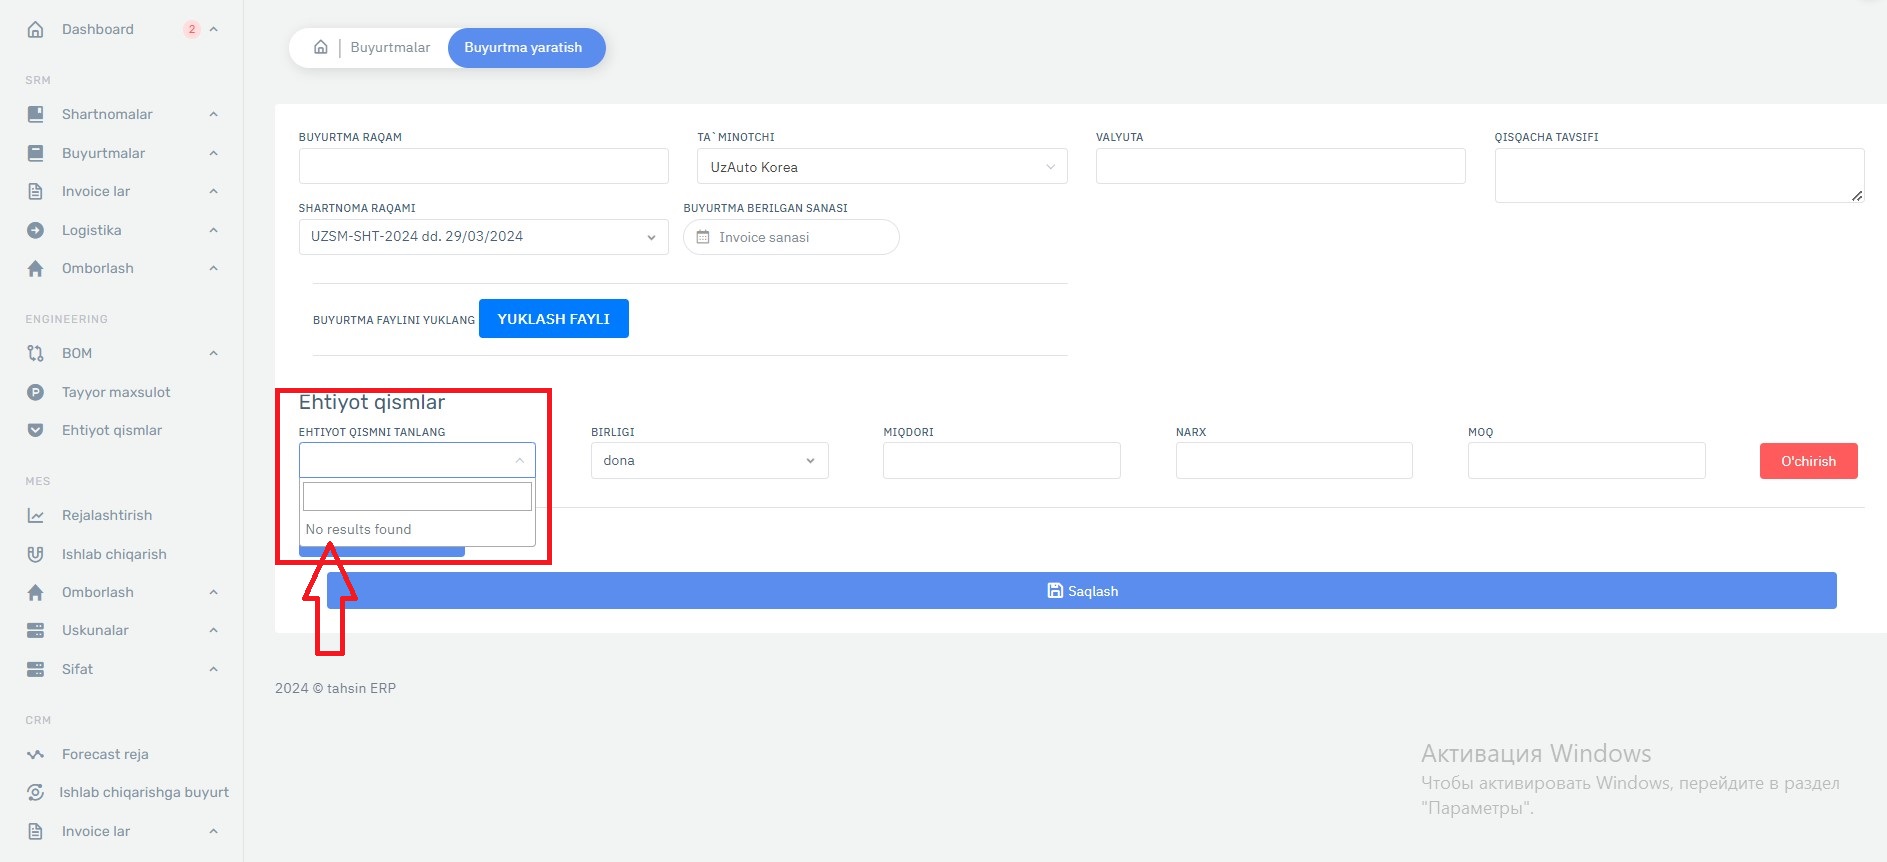 Dashboard
2
SRM
Shartnomalar
Buyurtmalar
Invoice lar
Logistika
Omborlash
ENGINEERING
BOM
Tayyor maxsulot
Ehtiyot qismlar
MES
Rejalashtirish
Ishlab chiqarish
Omborlash
Uskunalar
Sifat
CRM
Forecast reja
Ishlab chiqarishga buyurt
Invoice lar
Buyurtmalar
Buyurtma yaratish
BUYURTMA RAQAM
TA`MINOTCHI
VALYUTA
QISQACHA TAVSIFI
UzAuto Korea
SHARTNOMA RAQAMI
BUYURTMA BERILGAN SANASI
UZSM-SHT-2024 dd. 29/03/2024
Invoice sanasi
BUYURTMA FAYLINI YUKLANG
YUKLASH FAYLI
Ehtiyot qismlar
EHTIYOT QISMNI TANLANG
BIRLIGI
MIQDORI
NARX
MOQ
dona
O'chirish
No results found
Saqlash
2024 © tahsin ERP
Активация Windows
Чтобы активировать Windows, перейдите в раздел
"Параметры".